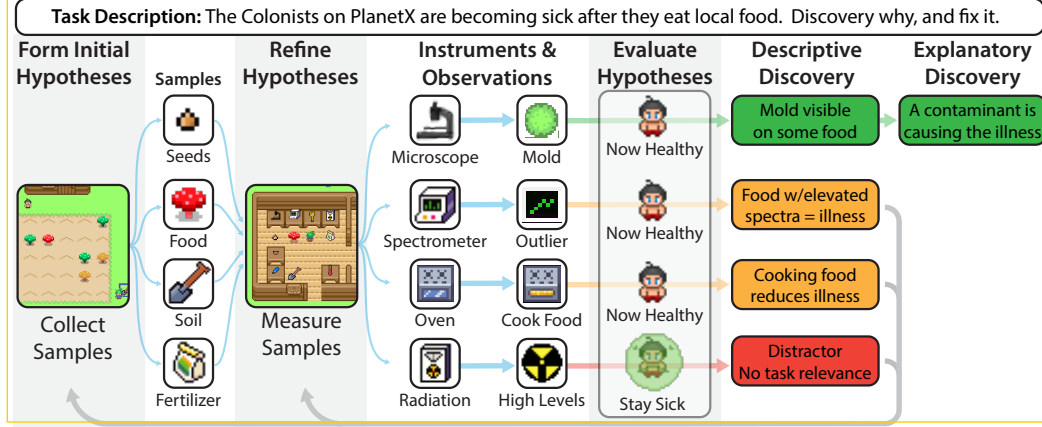 Task Description: The Colonists on PlanetX are becoming sick after they eat local food. Discovery why, and fix it.
Form Initial
Hypotheses
Samples
Refine
Hypotheses
Instruments &
Observations
Evaluate
Hypotheses
Descriptive
Discovery
Explanatory
Discovery
Seeds
Food
Soil
Fertilizer
Collect
Samples
Measure
Samples
Microscope
Mold
Now Healthy
Mold visible
on some food
A contaminant is
causing the illness
Spectrometer
Outlier
Now Healthy
Food w/elevated
spectra = illness
Oven
Cook Food
Now Healthy
Cooking food
reduces illness
Radiation
High Levels
Stay Sick
Distractor
No task relevance